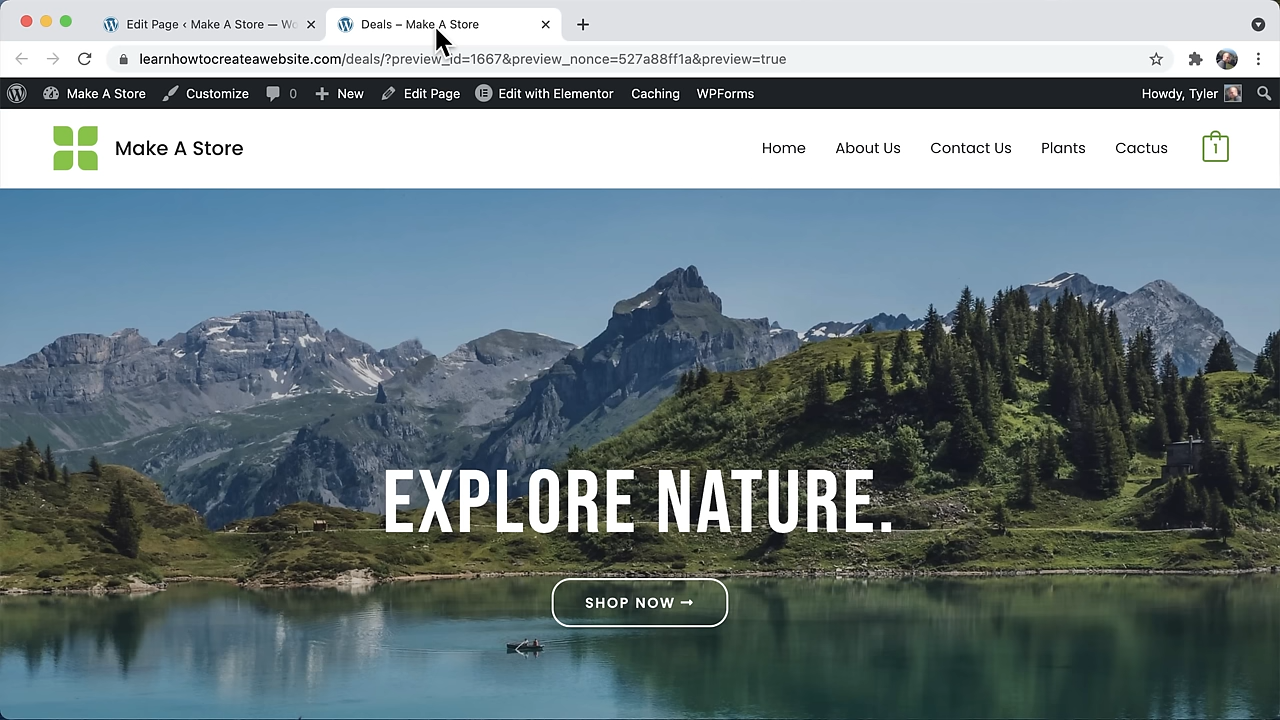 Edit Page ‹ Make A Store — Wo
Deals – Make A Store
learnhowtocreateawebsite.com/deals/?preview_id=1667&preview_nonce=527a88ff1a&preview=true
Make A Store Customize 0 New Edit Page Edit with Elementor Caching WPForms Howdy, Tyler
Make A Store
Home About Us Contact Us Plants Cactus 1
EXPLORE NATURE.
SHOP NOW →